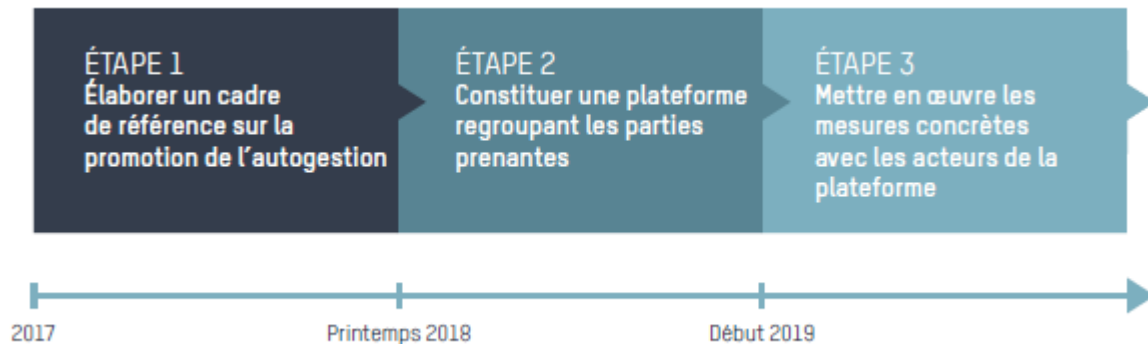 ÉTAPE 1
Élaborer un cadre
de référence sur la
promotion de l'autogestion
ÉTAPE 2
Constituer une plateforme
regroupant les parties
prenantes
ÉTAPE 3
Mettre en œuvre les
mesures concrètes
avec les acteurs de la
plateforme
2017
Printemps 2018
Début 2019